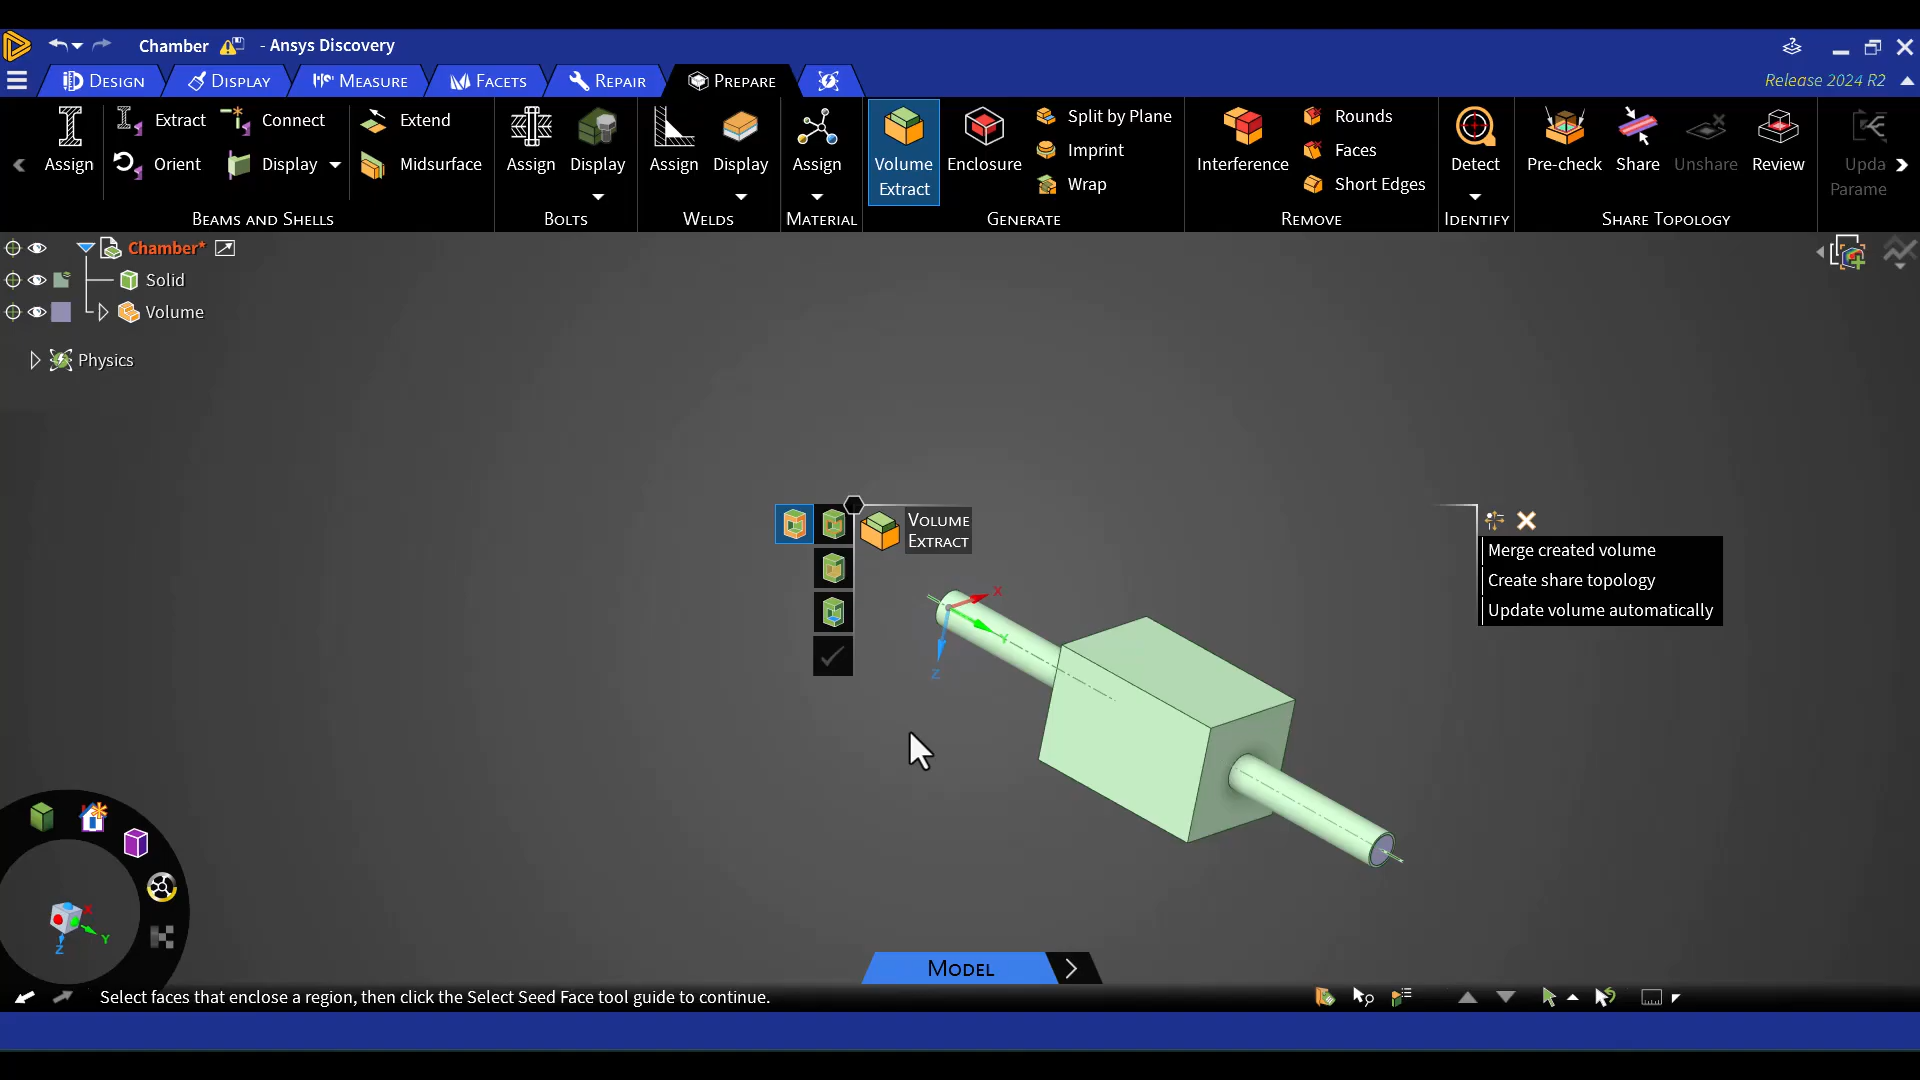 Chamber - Ansys Discovery
Design Display Measure Facets Repair Prepare Release 2024 R2
Assign Extract Connect Extend Orient Display Midsurface
Beams and Shells
Assign Display
Bolts
Assign Display
Welds
Assign
Material
Volume Extract Enclosure Split by Plane Imprint Wrap
Generate
Interference Rounds Faces Short Edges
Remove
Detect
Identify
Pre-check Share Unshare Review
Share Topology
Upda
Parame
Chamber*
Solid
Volume
Physics
Volume
Extract
Merge created volume
Create share topology
Update volume automatically
X
Y
Z
X
Y
Z
Model
Select faces that enclose a region, then click the Select Seed Face tool guide to continue.